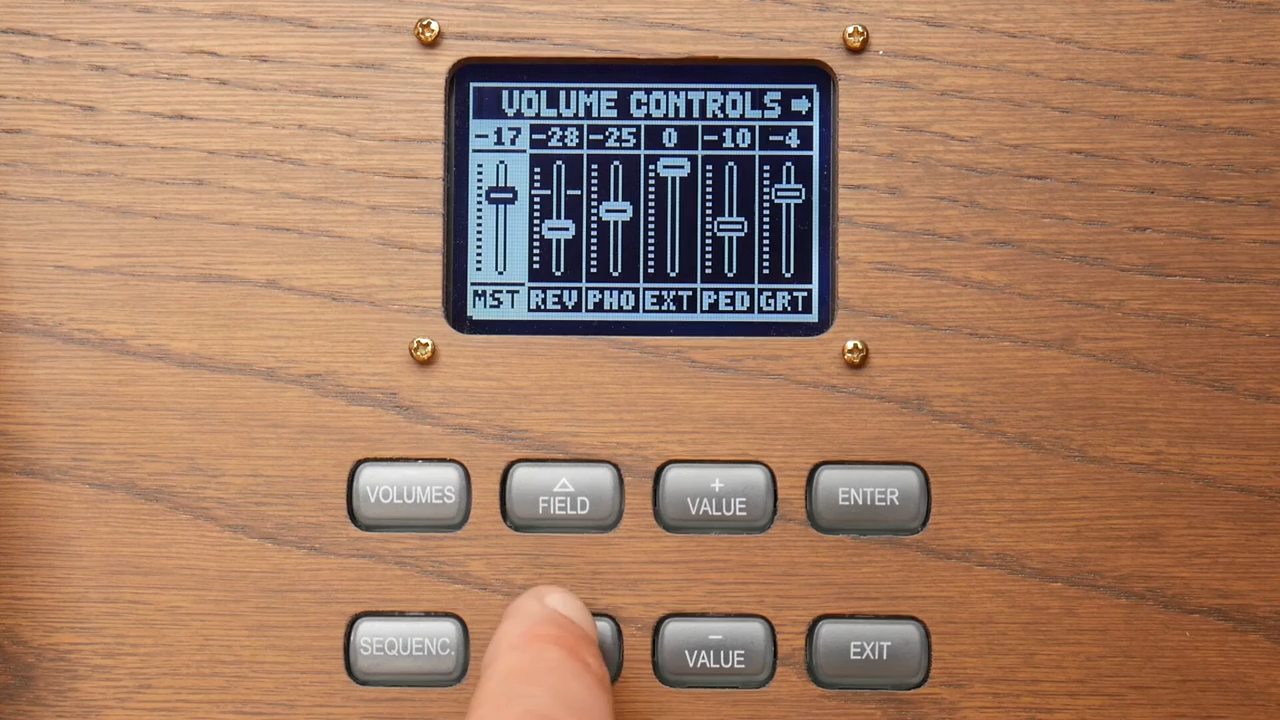 VOLUME CONTROLS
-17 -28 -25 0 -10 -4
MST REV PHO EXT PED GRT
VOLUMES
FIELD
+
VALUE
ENTER
SEQUENC.
-
VALUE
EXIT